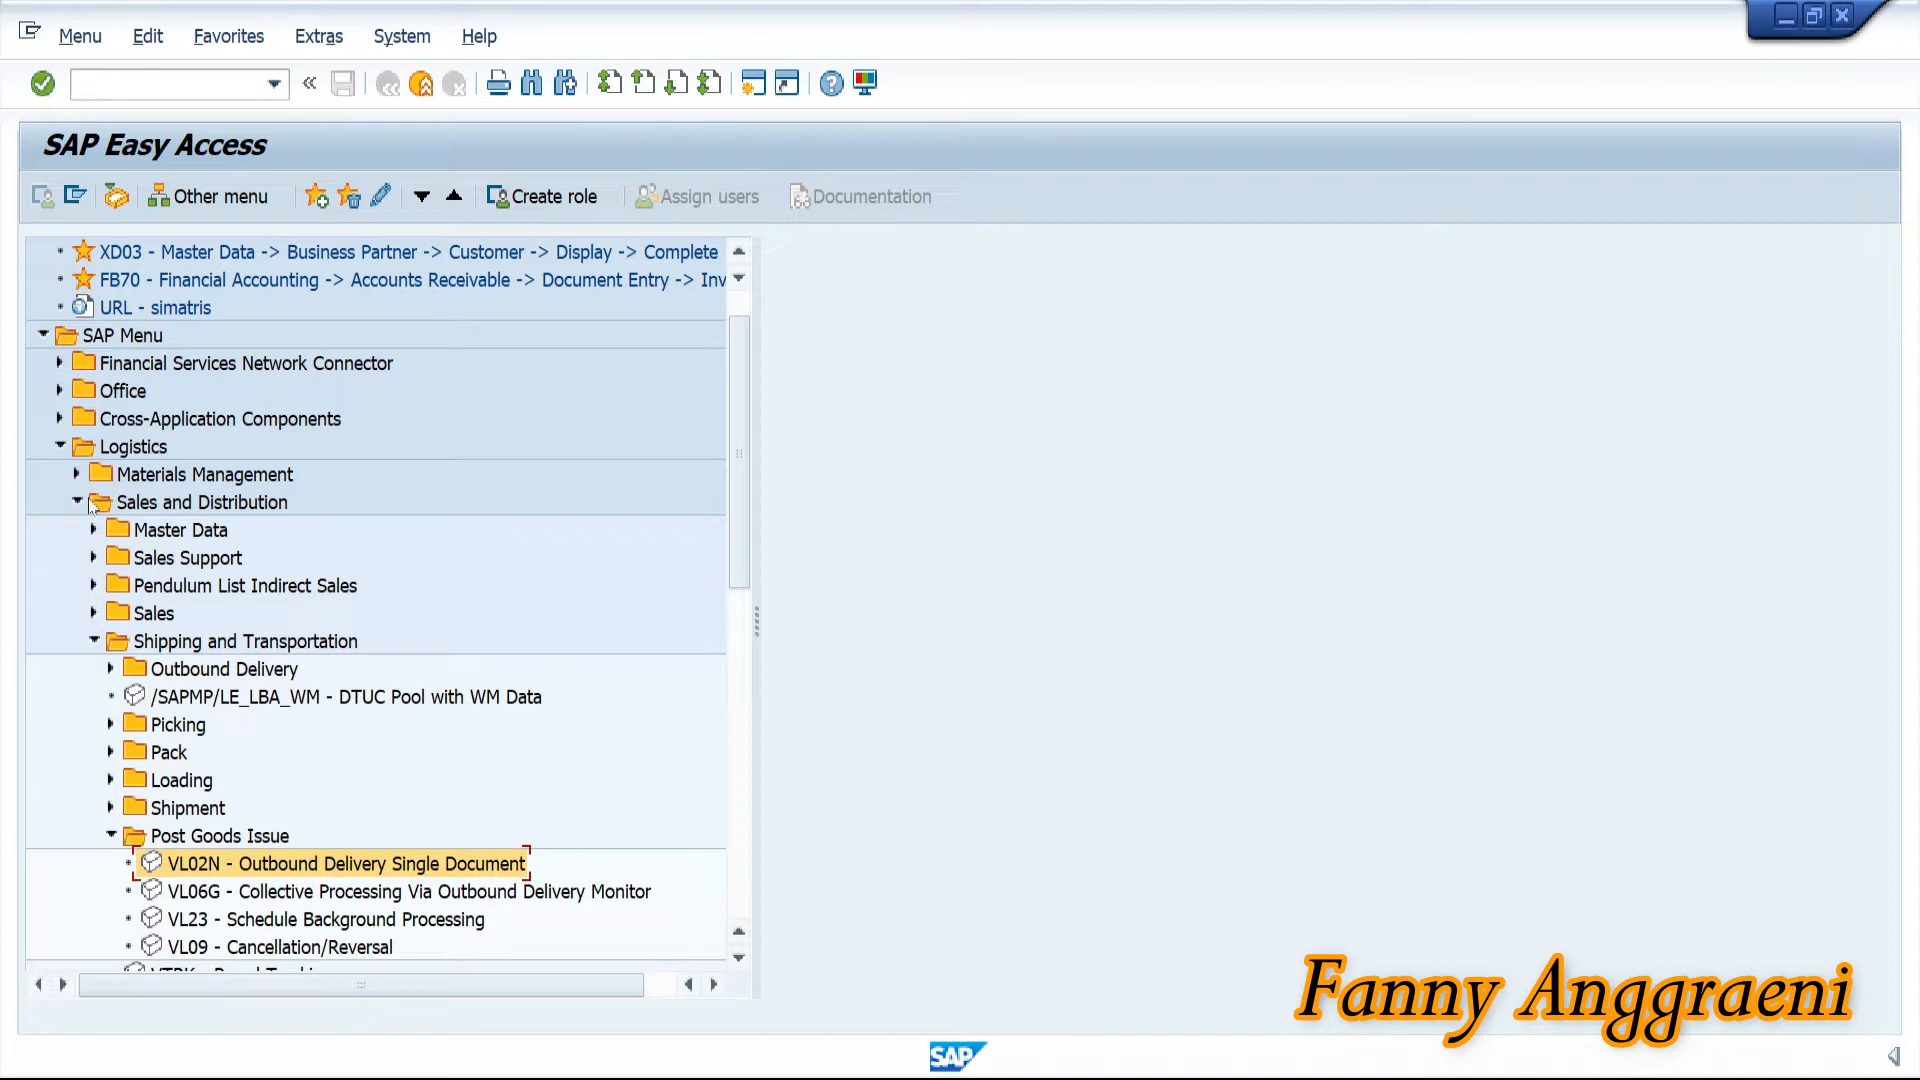 Menu Edit Favorites Extras System Help
SAP Easy Access
Other menu Create role Assign users Documentation
XD03 - Master Data -> Business Partner -> Customer -> Display -> Complete
FB70 - Financial Accounting -> Accounts Receivable -> Document Entry -> Inv
URL - simatris
SAP Menu
Financial Services Network Connector
Office
Cross-Application Components
Logistics
Materials Management
Sales and Distribution
Master Data
Sales Support
Pendulum List Indirect Sales
Sales
Shipping and Transportation
Outbound Delivery
/SAPMP/LE_LBA_WM - DTUC Pool with WM Data
Picking
Pack
Loading
Shipment
Post Goods Issue
VL02N - Outbound Delivery Single Document
VL06G - Collective Processing Via Outbound Delivery Monitor
VL23 - Schedule Background Processing
VL09 - Cancellation/Reversal
Fanny Anggraeni
SAP